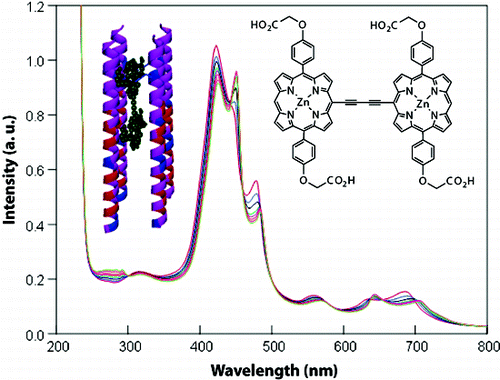 1.2
1.0
0.8
0.6
0.4
0.2
0.0
Intensity (a. u.)
200 300 400 500 600 700 800
Wavelength (nm)
HO₂C O
HO₂C O
N N N N Zn
N N N N Zn
O CO₂H
O CO₂H